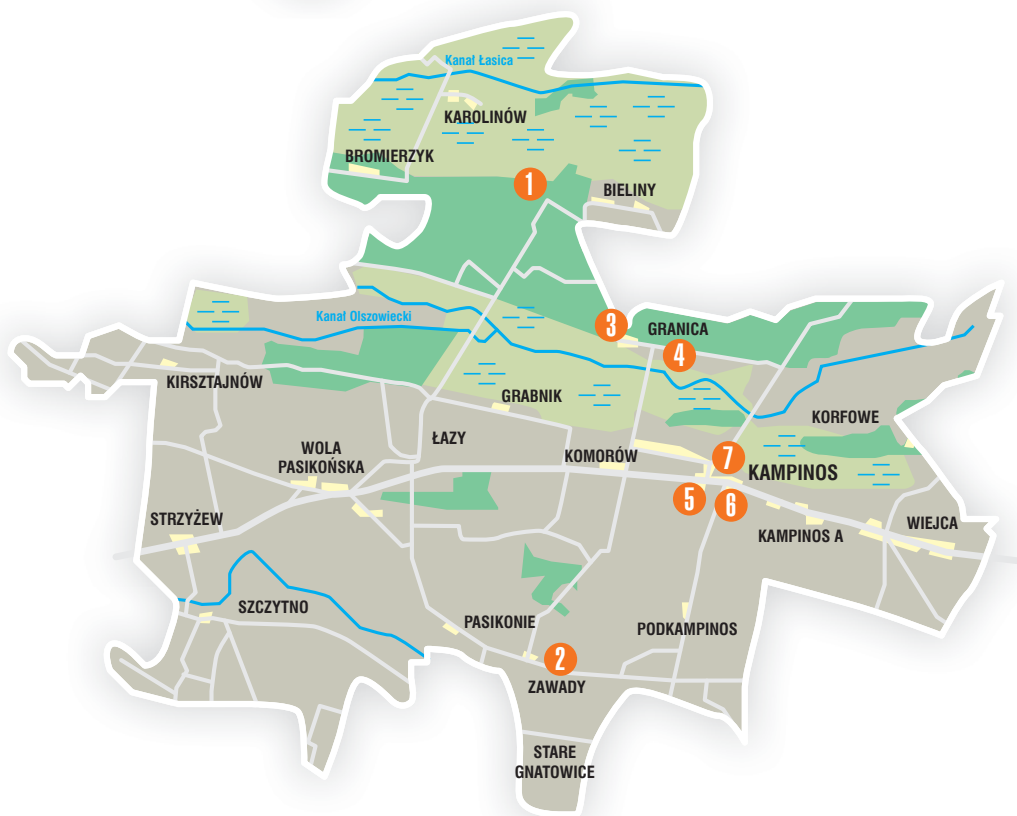 Kanał Łasica
KAROLINÓW
BROMIERZYK
1
BIELINY
Kanał Olszowiecki
3
GRANICA
4
KIRSZTAJNÓW
GRABNIK
KORFOWE
ŁAZY
WOLA
PASIKOŃSKA
KOMORÓW
7
KAMPINOS
5
6
STRZYŻEW
KAMPINOS A
WIEJCA
SZCZYTNO
PASIKONIE
PODKAMPINOS
2
ZAWADY
STARE
GNATOWICE